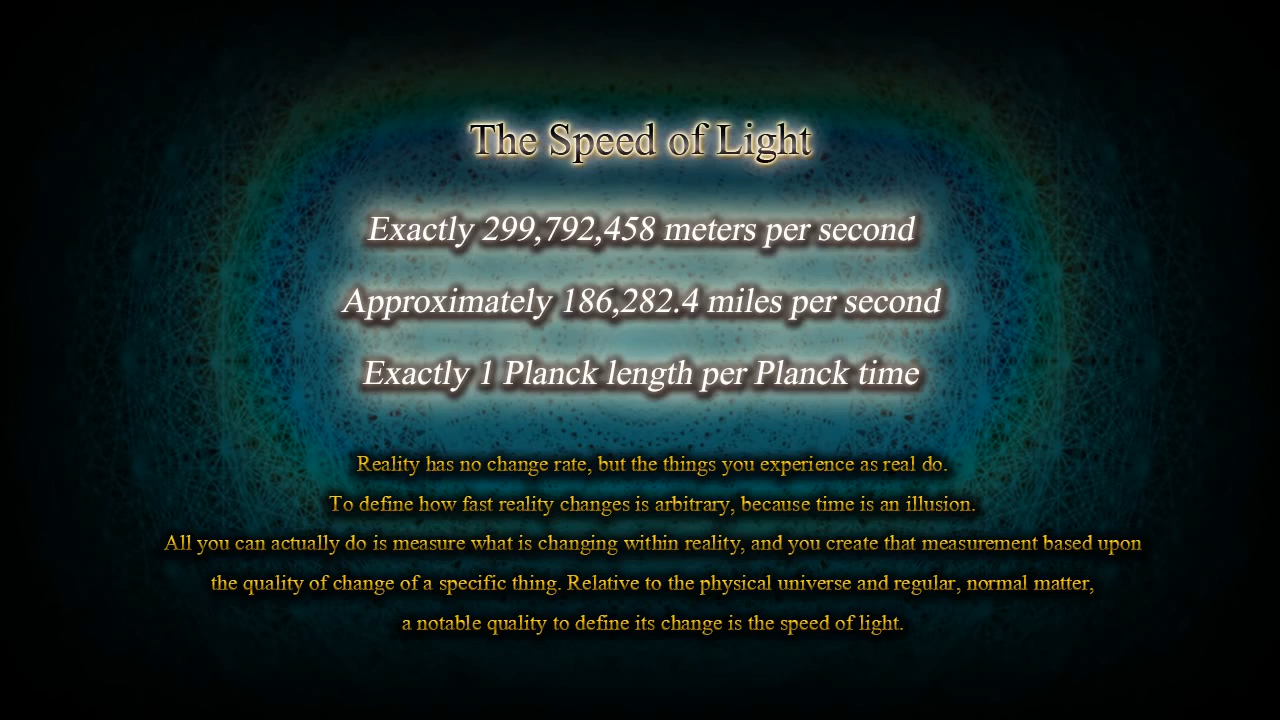 The Speed of Light
Exactly 299,792,458 meters per second
Approximately 186,282.4 miles per second
Exactly 1 Planck length per Planck time
Reality has no change rate, but the things you experience as real do.
To define how fast reality changes is arbitrary, because time is an illusion.
All you can actually do is measure what is changing within reality, and you create that measurement based upon
the quality of change of a specific thing. Relative to the physical universe and regular, normal matter,
a notable quality to define its change is the speed of light.